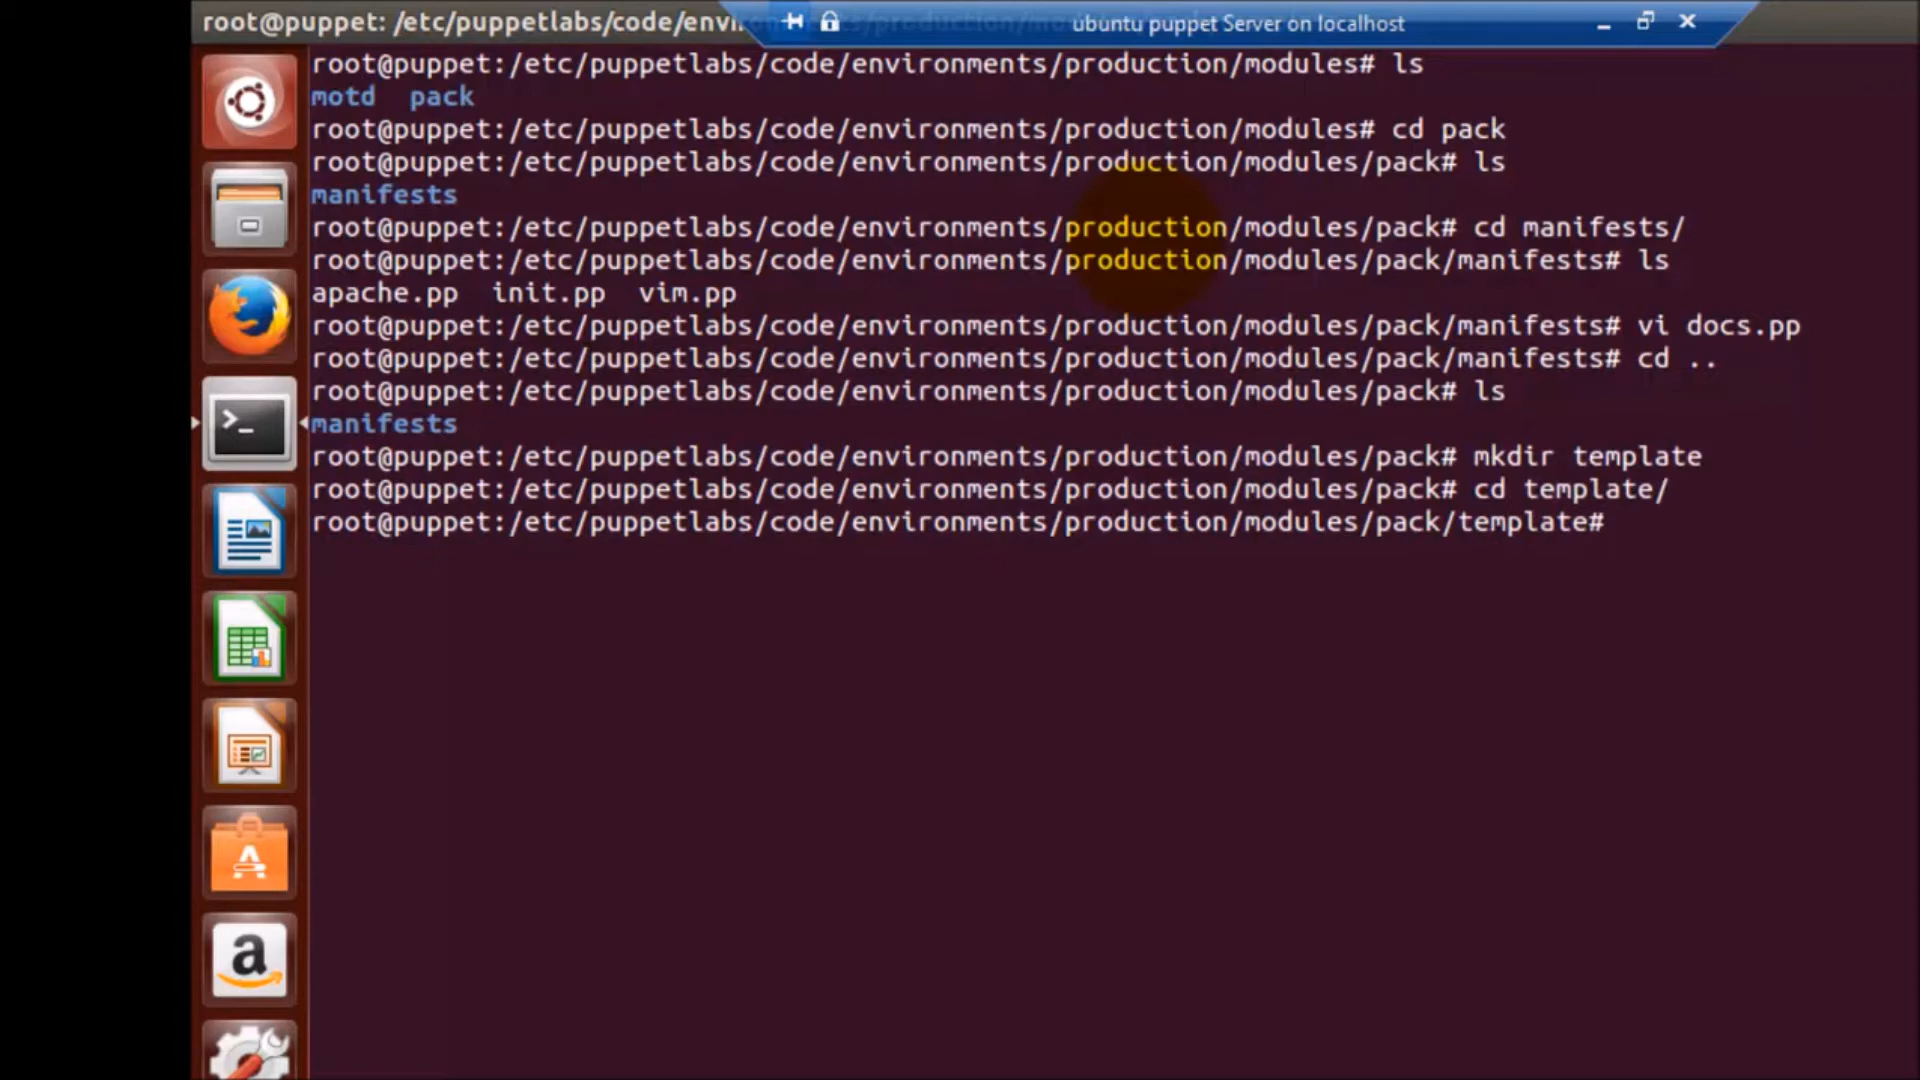 root@puppet: /etc/puppetlabs/code/environments/production/mo
ubuntu puppet Server on localhost
root@puppet:/etc/puppetlabs/code/environments/production/modules# ls
motd  pack
root@puppet:/etc/puppetlabs/code/environments/production/modules# cd pack
root@puppet:/etc/puppetlabs/code/environments/production/modules/pack# ls
manifests
root@puppet:/etc/puppetlabs/code/environments/production/modules/pack# cd manifests/
root@puppet:/etc/puppetlabs/code/environments/production/modules/pack/manifests# ls
apache.pp  init.pp  vim.pp
root@puppet:/etc/puppetlabs/code/environments/production/modules/pack/manifests# vi docs.pp
root@puppet:/etc/puppetlabs/code/environments/production/modules/pack/manifests# cd ..
root@puppet:/etc/puppetlabs/code/environments/production/modules/pack# ls
manifests
root@puppet:/etc/puppetlabs/code/environments/production/modules/pack# mkdir template
root@puppet:/etc/puppetlabs/code/environments/production/modules/pack# cd template/
root@puppet:/etc/puppetlabs/code/environments/production/modules/pack/template#